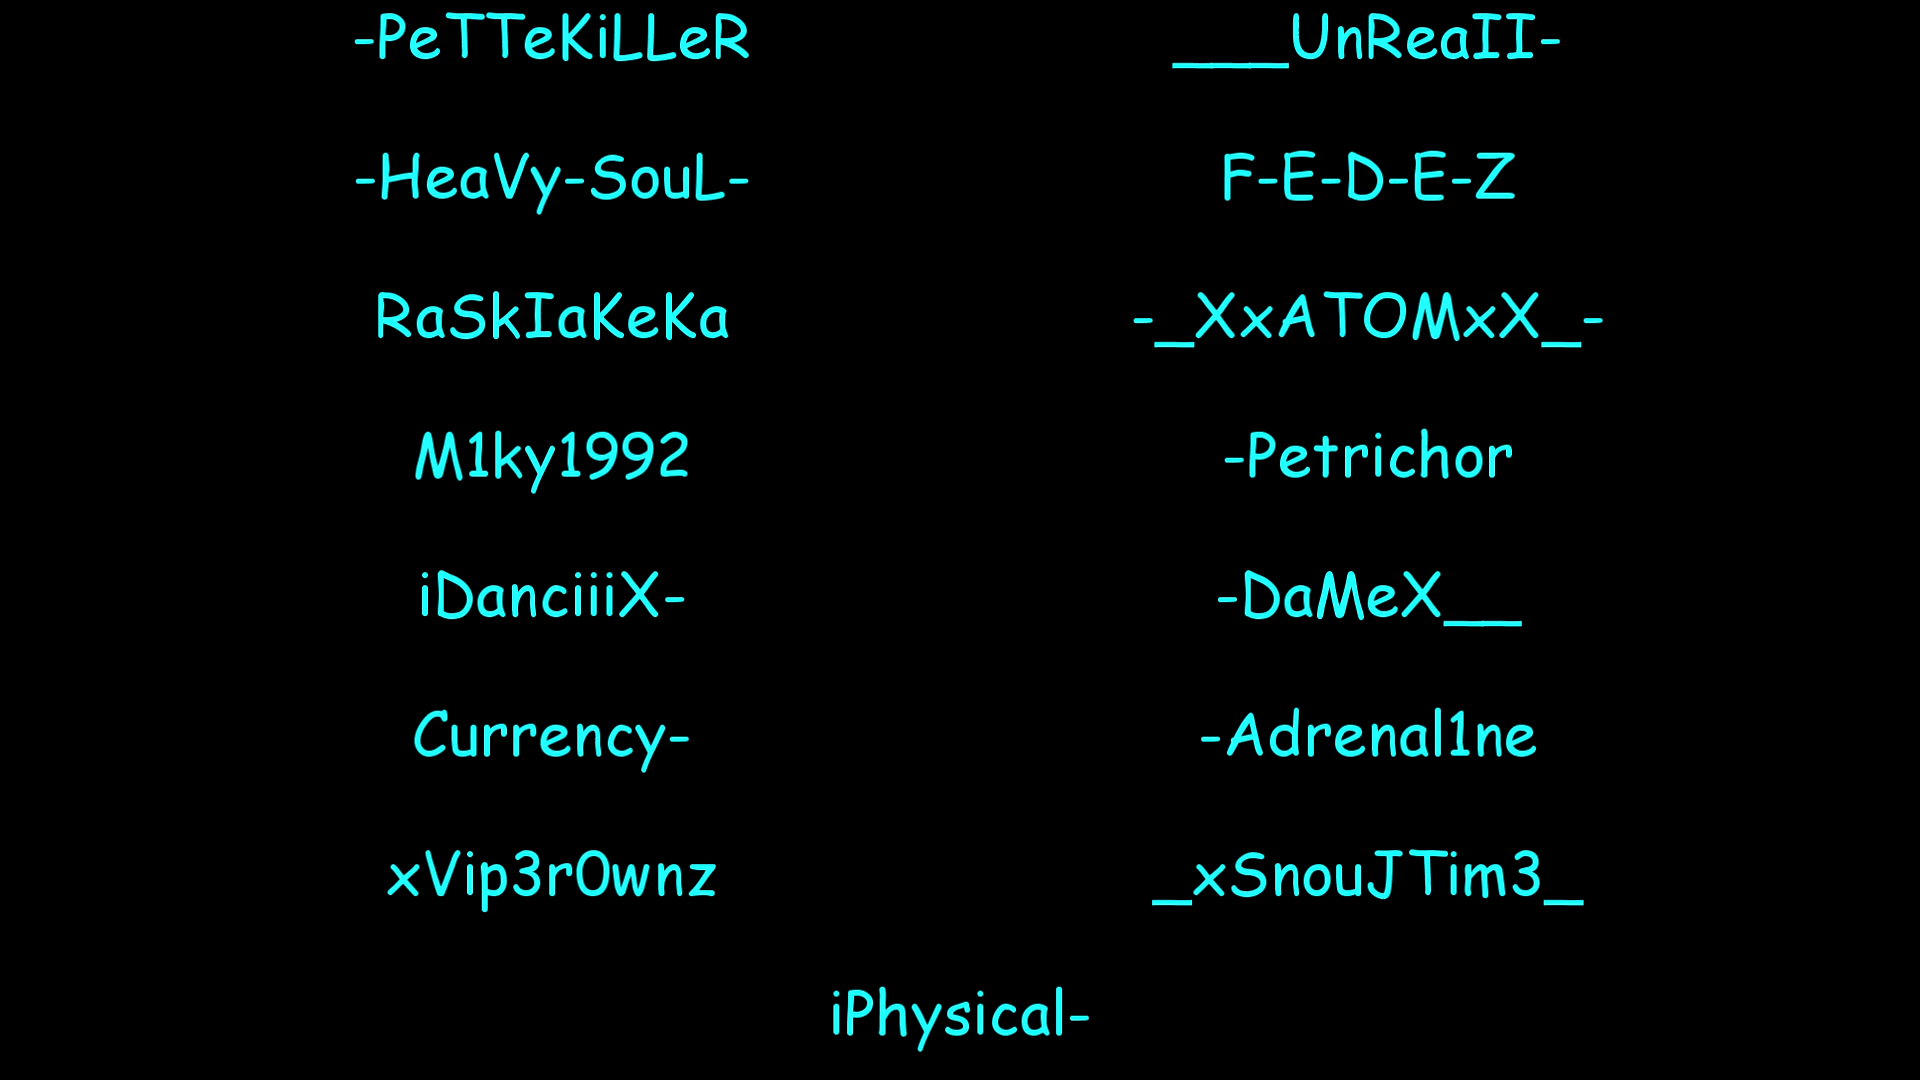 -PeTTeKiLLeR ___UnReaII-
-HeaVy-SouL- F-E-D-E-Z
RaSkIaKeKa -_XxATOMxX_-
M1ky1992 -Petrichor
iDanciiiX- -DaMeX__
Currency- -Adrenal1ne
xVip3r0wnz _xSnouJTim3_
iPhysical-